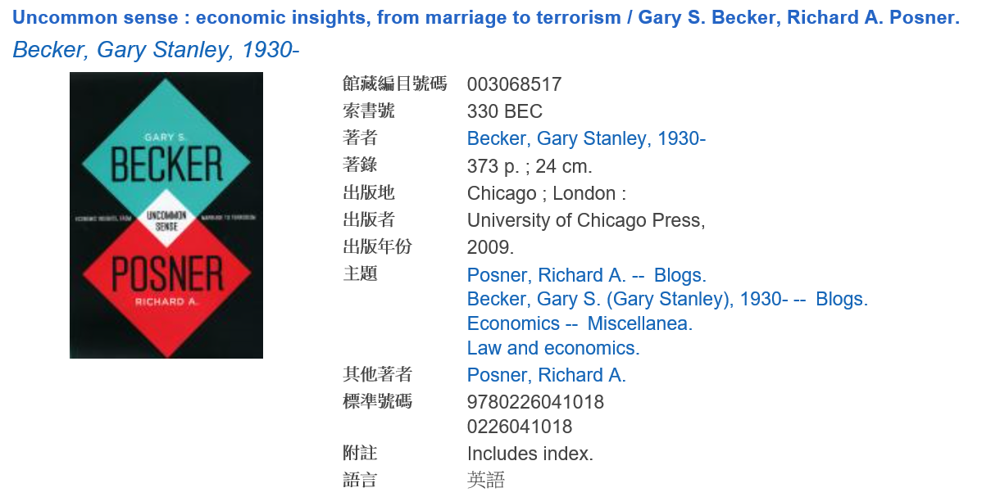 Uncommon sense : economic insights, from marriage to terrorism / Gary S. Becker, Richard A. Posner.
Becker, Gary Stanley, 1930-
GARY S.
BECKER
ECONOMIC INSIGHTS, FROM
UNCOMMON
SENSE
MARRIAGE TO TERRORISM
POSNER
RICHARD A.
館藏編目號碼 003068517
索書號 330 BEC
著者 Becker, Gary Stanley, 1930-
著錄 373 p. ; 24 cm.
出版地 Chicago ; London :
出版者 University of Chicago Press,
出版年份 2009.
主題 Posner, Richard A. -- Blogs.
Becker, Gary S. (Gary Stanley), 1930- -- Blogs.
Economics -- Miscellanea.
Law and economics.
其他著者 Posner, Richard A.
標準號碼 9780226041018
0226041018
附註 Includes index.
語言 英語